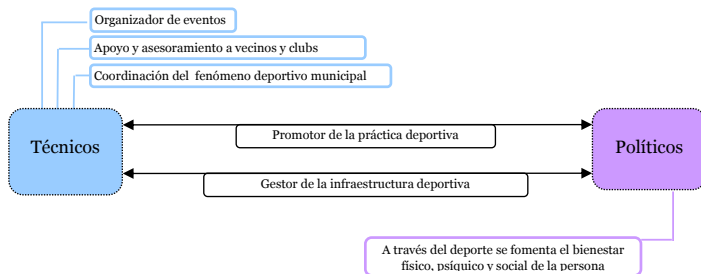 Organizador de eventos
Apoyo y asesoramiento a vecinos y clubs
Coordinación del fenómeno deportivo municipal
Técnicos
Promotor de la práctica deportiva
Políticos
Gestor de la infraestructura deportiva
A través del deporte se fomenta el bienestar
físico, psíquico y social de la persona